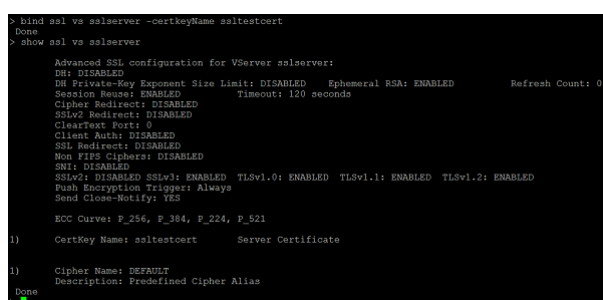 > bind ssl vs sslserver -certkeyName ssltestcert
Done
> show ssl vs sslserver
Advanced SSL configuration for VServer sslserver:
DH: DISABLED
DH Private-Key Exponent Size Limit: DISABLED Ephemeral RSA: ENABLED Refresh Count: 0
Session Reuse: ENABLED Timeout: 120 seconds
Cipher Redirect: DISABLED
SSLv2 Redirect: DISABLED
ClearText Port: 0
Client Auth: DISABLED
SSL Redirect: DISABLED
Non FIPS Ciphers: DISABLED
SNI: DISABLED
SSLv2: DISABLED SSLv3: ENABLED TLSv1.0: ENABLED TLSv1.1: ENABLED TLSv1.2: ENABLED
Push Encryption Trigger: Always
Send Close-Notify: YES
ECC Curve: P_256, P_384, P_224, P_521
1) CertKey Name: ssltestcert Server Certificate
1) Cipher Name: DEFAULT
Description: Predefined Cipher Alias
Done